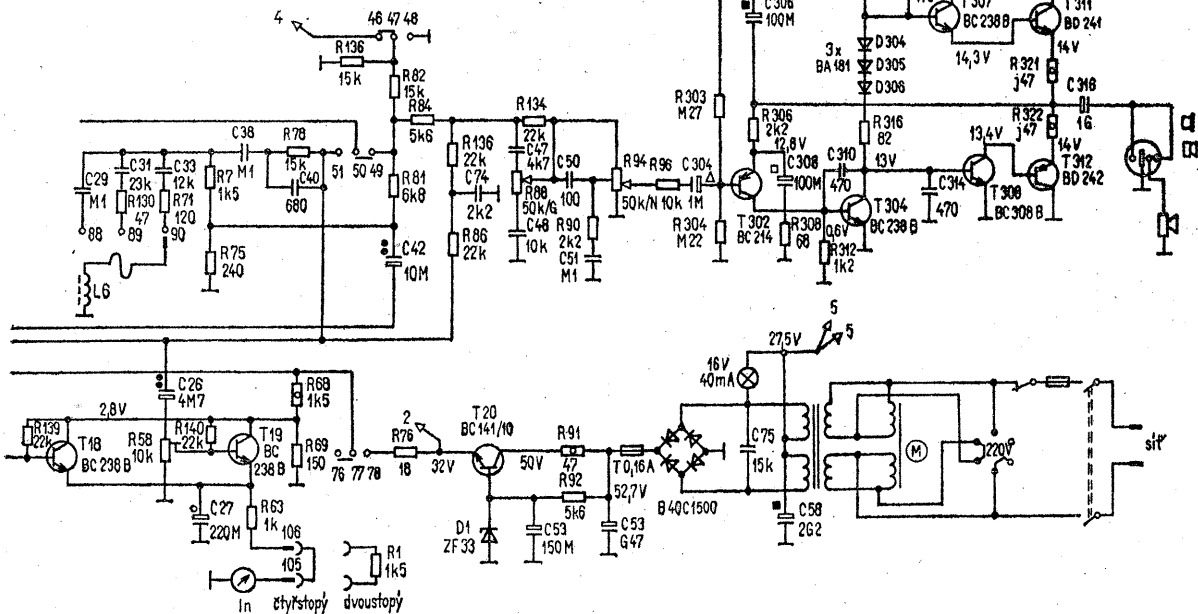 C306
100M
T307
BC 238 B
T311
BD 241
4
46 47 48
R136
15k
R82
15k
R84
5k6
R134
22k
3x
BA 181
D304
D305
D306
14,3V
14V
R321
j47
C316
1G
R303
M27
R306
2k2
12,8V
R316
82
R322
j47
13,4V
14V
T312
BD 242
C38
M1
R78
15k
C40
680
51 50 49
R136
22k
C47
4k7
C50
100
R94
50k/N
R96
10k
C304
1M
C308
100M
C310
470
13V
C314
470
T308
BC 308 B
C29
M1
C31
23k
C33
12k
R130
47
R71
120
R7
1k5
R81
6k8
C74
2k2
R88
50k/G
R90
2k2
T302
BC 214
R308
68
0,6V
T304
BC 238 B
88 89 90
R75
240
C42
10M
R86
22k
C48
10k
C51
M1
R304
M22
R312
1k2
L6
5
5
27,5V
C26
4M7
R68
1k5
16V
40mA
2,8V
2
T20
BC 141/10
R139
22k
T18
BC 238 B
R58
10k
R140
22k
T19
BC
238 B
R69
150
76 77 78
R76
18
32V
50V
R91
47
T 0,16A
C75
15k
M
220V
síť
R92
5k6
52,7V
B40C1500
C27
220M
R63
1k
D1
ZF 33
C53
150M
C53
G47
C58
2G2
106
105
R1
1k5
In
čtyřstopý
dvoustopý